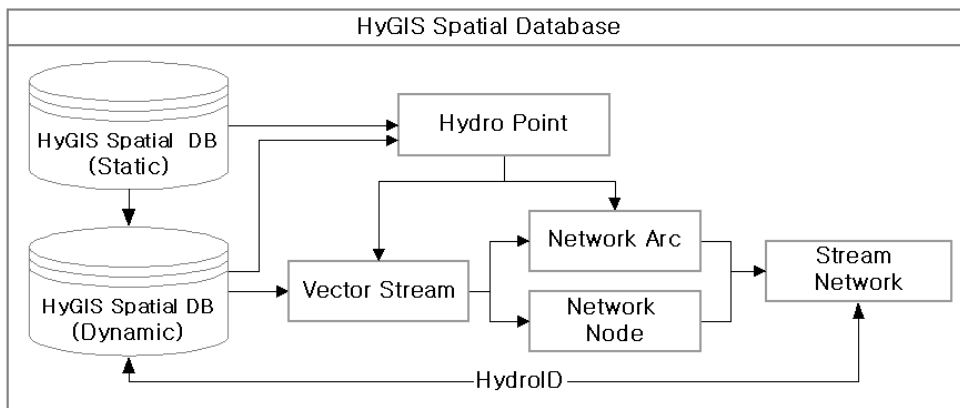 HyGIS Spatial Database
HyGIS Spatial DB
(Static)
Hydro Point
HyGIS Spatial DB
(Dynamic)
Vector Stream
Network Arc
Network
Node
Stream
Network
HydroID